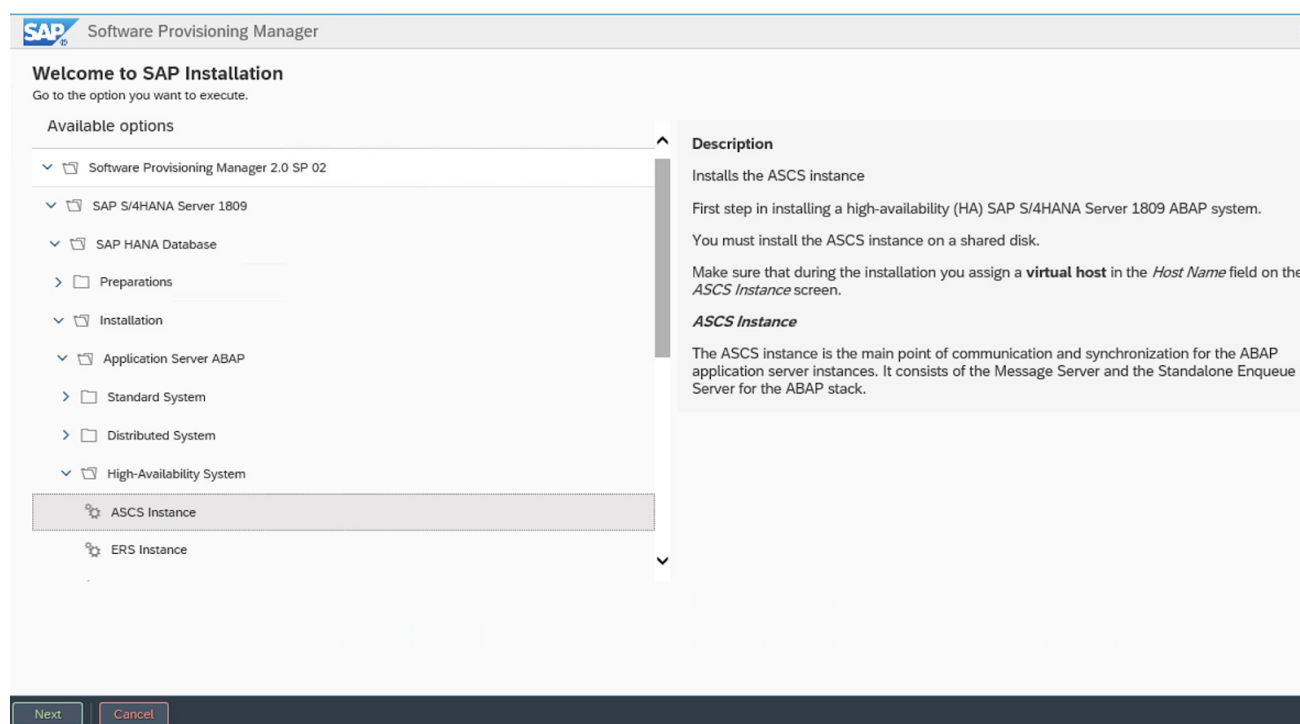 SAP Software Provisioning Manager
Welcome to SAP Installation
Go to the option you want to execute.
Available options
Software Provisioning Manager 2.0 SP 02
SAP S/4HANA Server 1809
SAP HANA Database
Preparations
Installation
Application Server ABAP
Standard System
Distributed System
High-Availability System
ASCS Instance
ERS Instance
Description
Installs the ASCS instance
First step in installing a high-availability (HA) SAP S/4HANA Server 1809 ABAP system.
You must install the ASCS instance on a shared disk.
Make sure that during the installation you assign a virtual host in the Host Name field on the
ASCS Instance screen.
ASCS Instance
The ASCS instance is the main point of communication and synchronization for the ABAP
application server instances. It consists of the Message Server and the Standalone Enqueue
Server for the ABAP stack.
Next Cancel